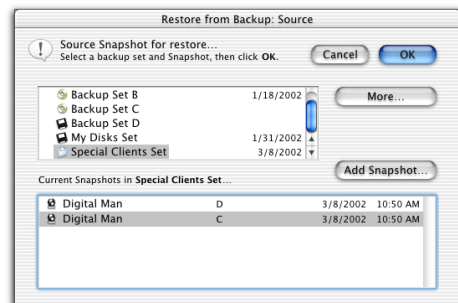 Restore from Backup: Source
Source Snapshot for restore...
Select a backup set and Snapshot, then click OK.
Cancel
OK
Backup Set B 1/18/2002
Backup Set C
Backup Set D
My Disks Set 1/31/2002
Special Clients Set 3/8/2002
More...
Add Snapshot...
Current Snapshots in Special Clients Set...
Digital Man D 3/8/2002 10:50 AM
Digital Man C 3/8/2002 10:50 AM